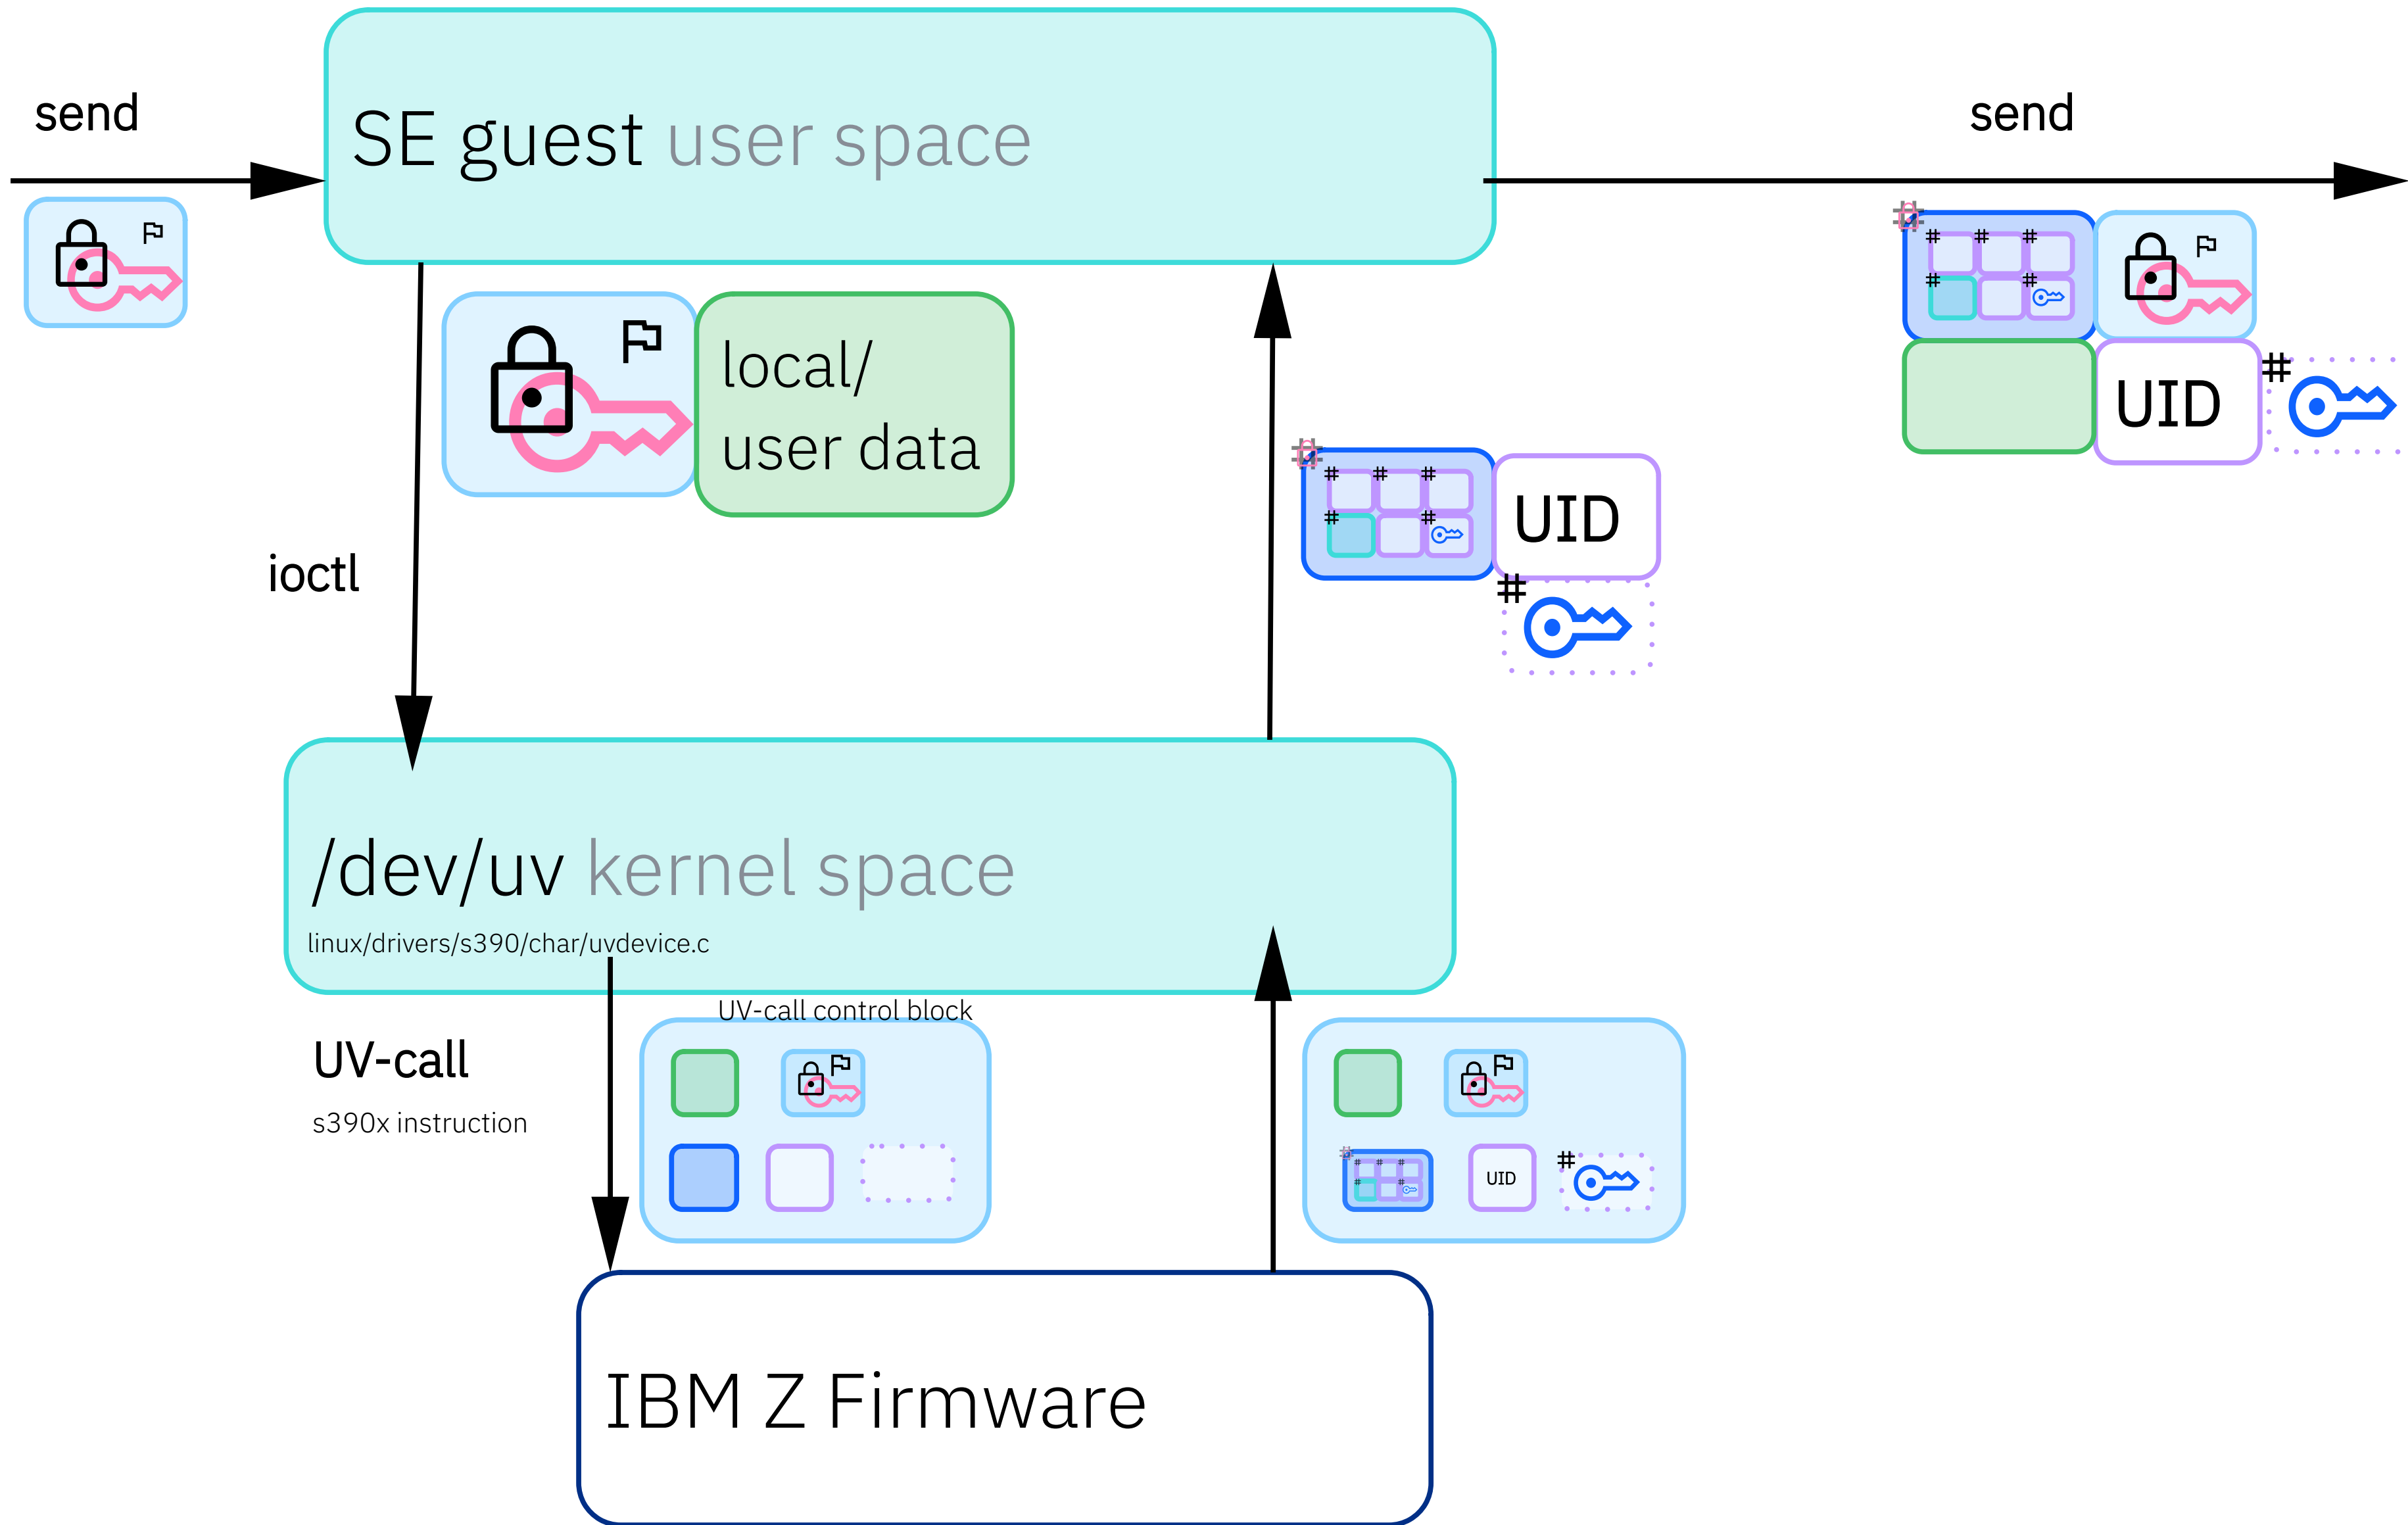 send
SE guest user space
send
local/
user data
UID
ioctl
UID
/dev/uv kernel space
linux/drivers/s390/char/uvdevice.c
UV-call control block
UV-call
s390x instruction
UID
IBM Z Firmware